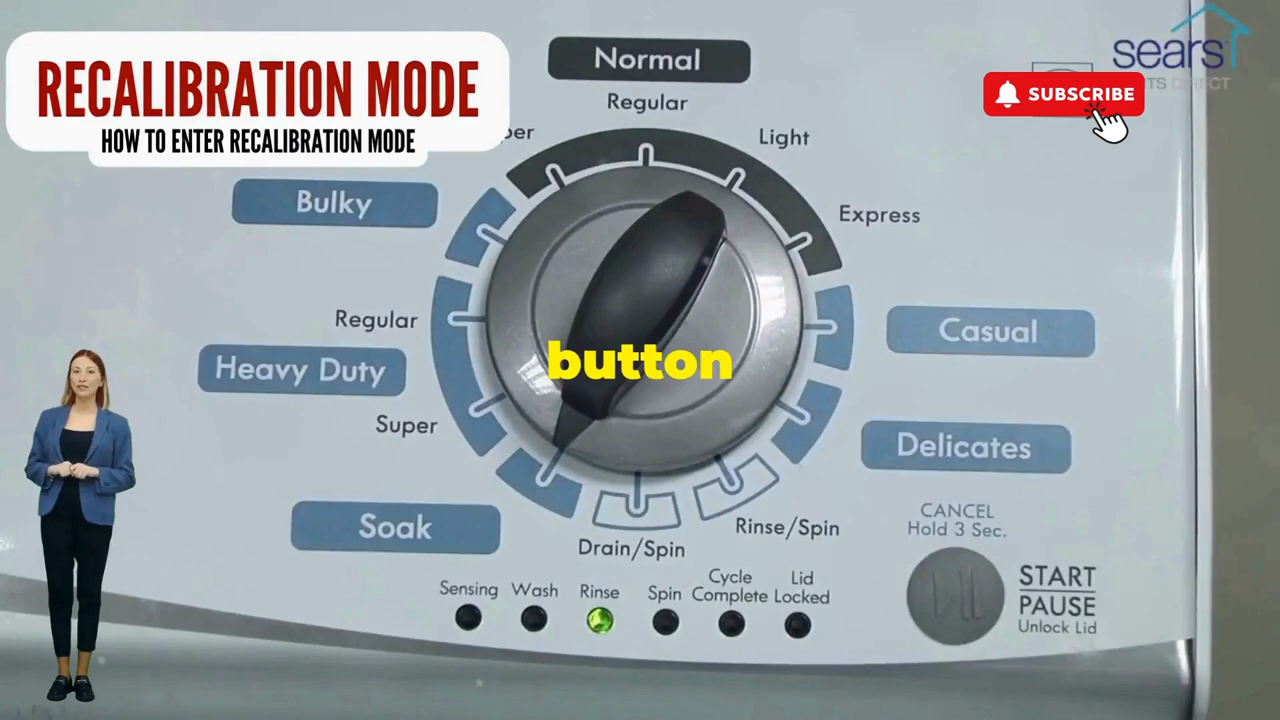 RECALIBRATION MODE
HOW TO ENTER RECALIBRATION MODE
sears
SUBSCRIBE
DIRECT
Normal
Regular
Light
Express
Bulky
Regular
Heavy Duty
Super
button
Casual
Delicates
Soak
Drain/Spin
Rinse/Spin
CANCEL
Hold 3 Sec.
Sensing
Wash
Rinse
Spin
Cycle
Complete
Lid
Locked
START
PAUSE
Unlock Lid